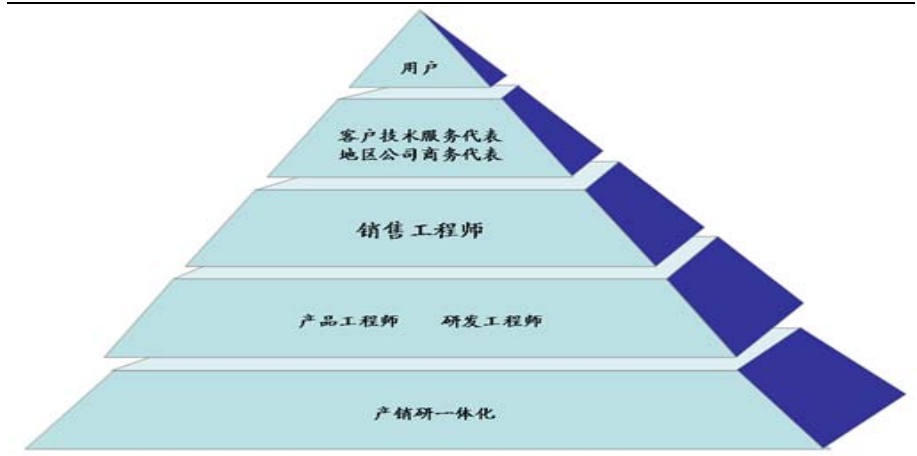 用户
客户技术服务代表
地区公司商务代表
销售工程师
产品工程师 研发工程师
产销研一体化